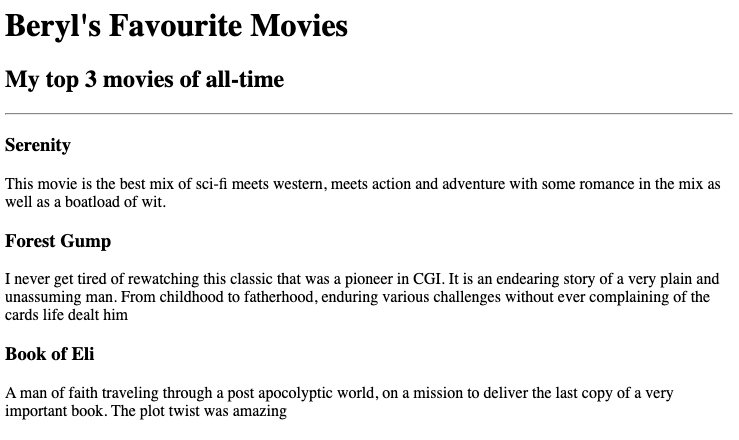 Beryl's Favourite Movies
My top 3 movies of all-time
Serenity
This movie is the best mix of sci-fi meets western, meets action and adventure with some romance in the mix as
well as a boatload of wit.
Forest Gump
I never get tired of rewatching this classic that was a pioneer in CGI. It is an endearing story of a very plain and
unassuming man. From childhood to fatherhood, enduring various challenges without ever complaining of the
cards life dealt him
Book of Eli
A man of faith traveling through a post apocolyptic world, on a mission to deliver the last copy of a very
important book. The plot twist was amazing